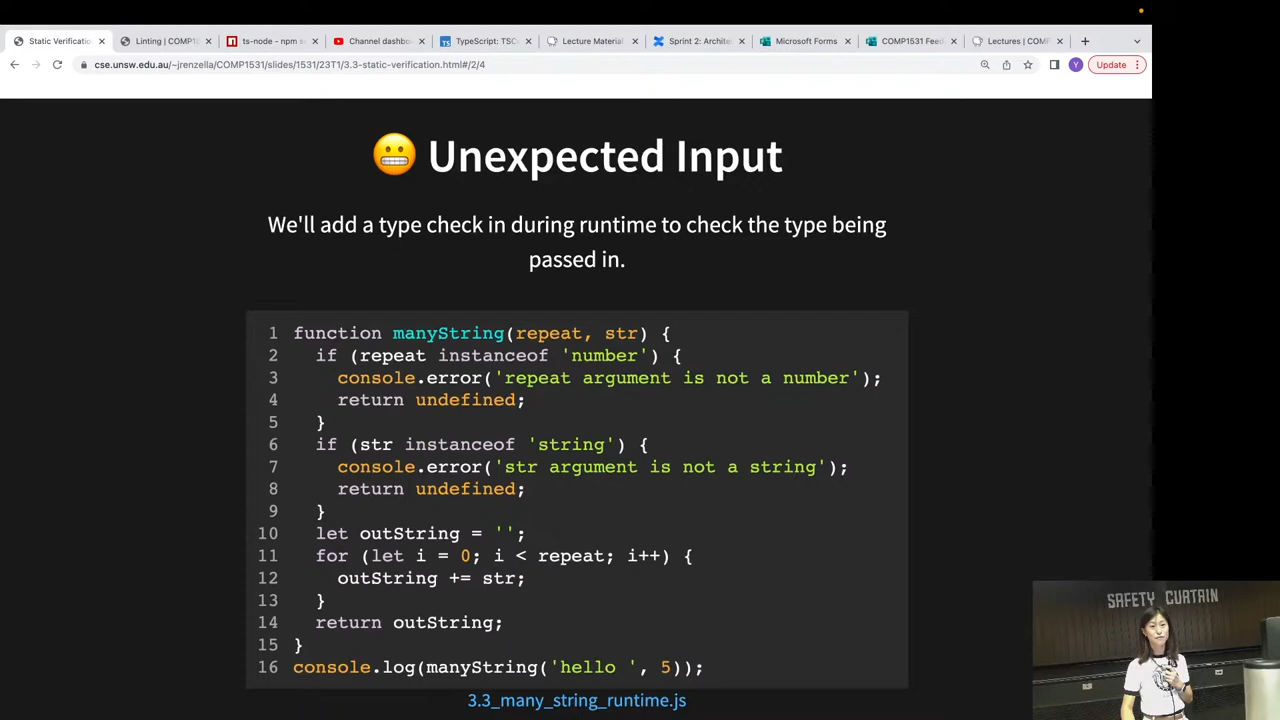 Static Verificatio
Linting | COMP1
ts-node - npm s
Channel dashbo
TypeScript: TSC
Lecture Material
Sprint 2: Archite
Microsoft Forms
COMP1531 Feed
Lectures | COMP
cse.unsw.edu.au/~jrenzella/COMP1531/slides/1531/23T1/3.3-static-verification.html#/2/4
Y
Update
😬 Unexpected Input
We'll add a type check in during runtime to check the type being
passed in.
1 function manyString(repeat, str) {
2   if (repeat instanceof 'number') {
3     console.error('repeat argument is not a number');
4     return undefined;
5   }
6   if (str instanceof 'string') {
7     console.error('str argument is not a string');
8     return undefined;
9   }
10   let outString = '';
11   for (let i = 0; i < repeat; i++) {
12     outString += str;
13   }
14   return outString;
15 }
16 console.log(manyString('hello ', 5));
3.3_many_string_runtime.js
SAFETY CURTAIN